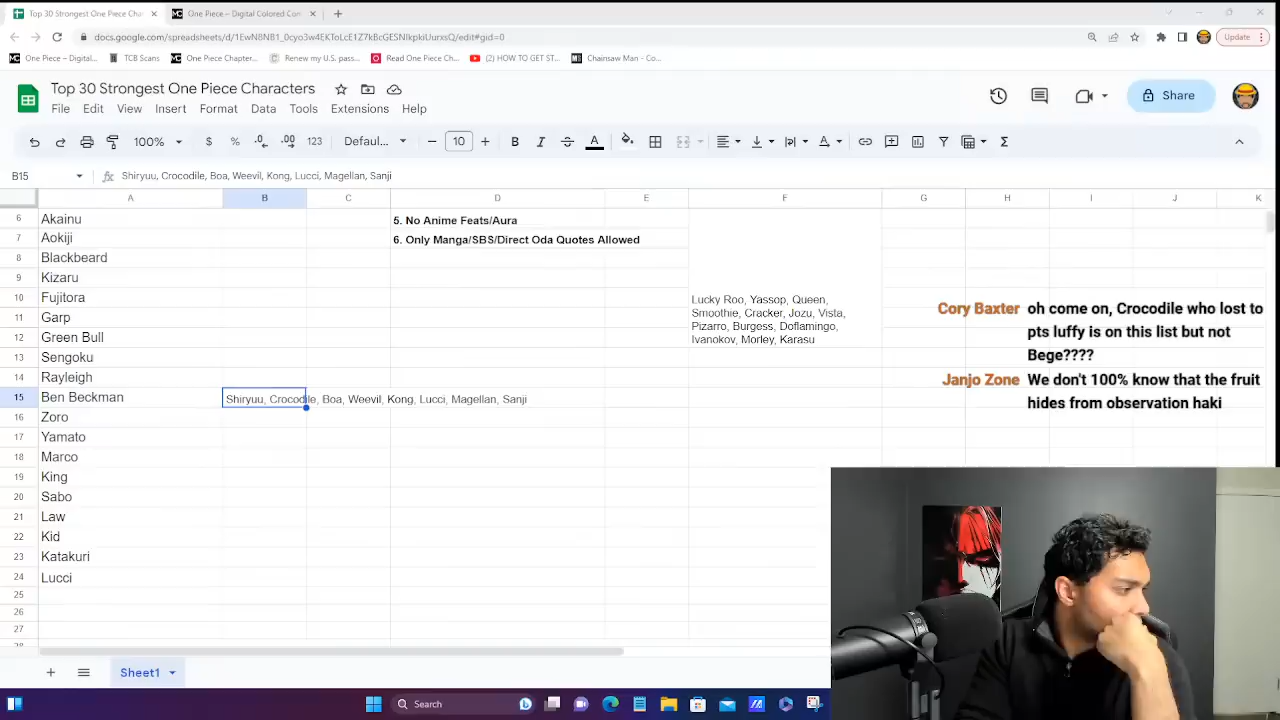 Top 30 Strongest One Piece Cha
One Piece – Digital Colored Con
docs.google.com/spreadsheets/d/1EwN8NB1_0cyo3w4EKToLcE1Z7kBcGESNIkpkiUurxsQ/edit#gid=0
Update
One Piece – Digital...
TCB Scans
One Piece Chapter...
Renew my U.S. pass...
Read One Piece Ch...
(2) HOW TO GET ST...
Chainsaw Man - Co...
Top 30 Strongest One Piece Characters
Share
File Edit View Insert Format Data Tools Extensions Help
100% $ % .0 .00 123 Defaul... 10 B I A
B15 Shiryuu, Crocodile, Boa, Weevil, Kong, Lucci, Magellan, Sanji
A B C D E F G H I J K
6 Akainu 5. No Anime Feats/Aura
7 Aokiji 6. Only Manga/SBS/Direct Oda Quotes Allowed
8 Blackbeard
9 Kizaru
10 Fujitora
11 Garp
12 Green Bull
13 Sengoku
14 Rayleigh
15 Ben Beckman Shiryuu, Crocodile, Boa, Weevil, Kong, Lucci, Magellan, Sanji
16 Zoro
17 Yamato
18 Marco
19 King
20 Sabo
21 Law
22 Kid
23 Katakuri
24 Lucci
25
26
27
28
Lucky Roo, Yassop, Queen,
Smoothie, Cracker, Jozu, Vista,
Pizarro, Burgess, Doflamingo,
Ivanokov, Morley, Karasu
Cory Baxter oh come on, Crocodile who lost to
pts luffy is on this list but not
Bege????
Janjo Zone We don't 100% know that the fruit
hides from observation haki
Sheet1
Search